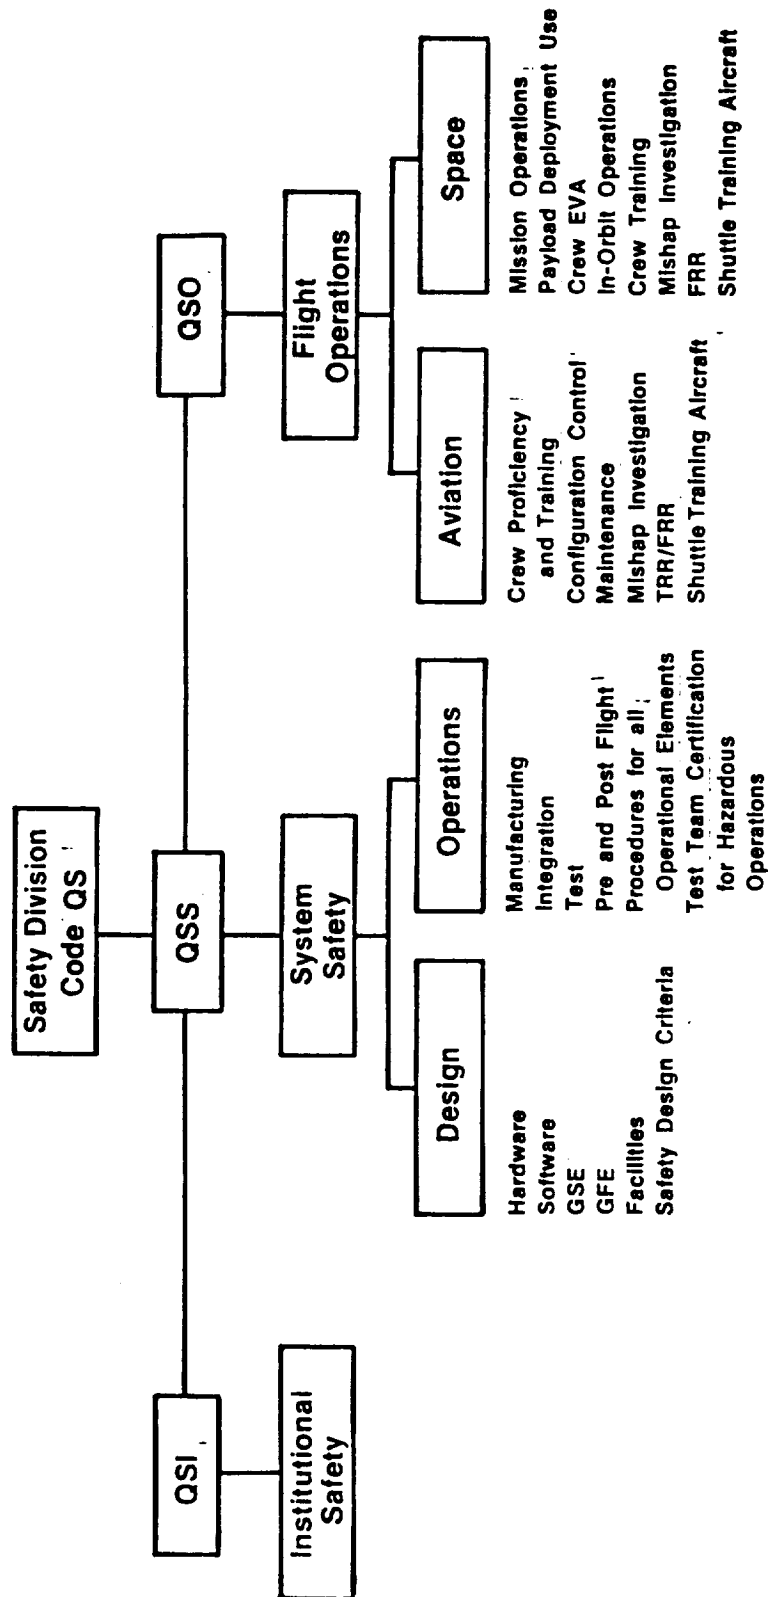 Safety Division
Code QS
QSI
QSS
QSO
Institutional
Safety
System
Safety
Flight
Operations
Design
Operations
Aviation
Space
Hardware
Software
GSE
GFE
Facilities
Safety Design Criteria
Manufacturing
Integration
Test
Pre and Post Flight
Procedures for all
Operational Elements
Test Team Certification
for Hazardous
Operations
Crew Proficiency
and Training
Configuration Control
Maintenance
Mishap Investigation
TRR/FRR
Shuttle Training Aircraft
Mission Operations
Payload Deployment Use
Crew EVA
In-Orbit Operations
Crew Training
Mishap Investigation
FRR
Shuttle Training Aircraft